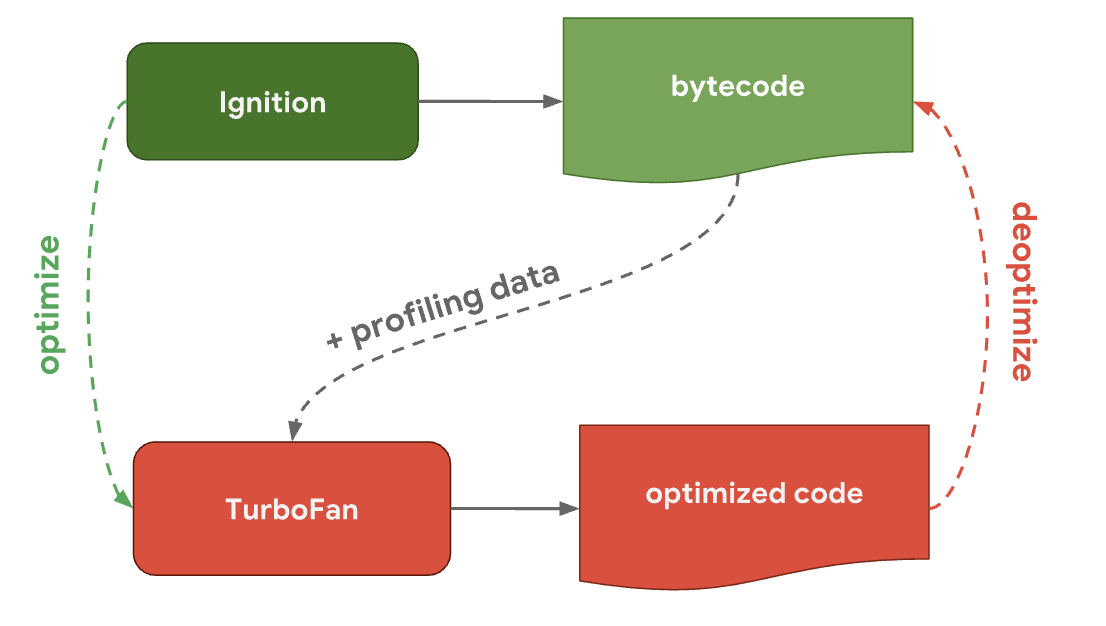 Ignition
bytecode
optimize
+ profiling data
deoptimize
TurboFan
optimized code